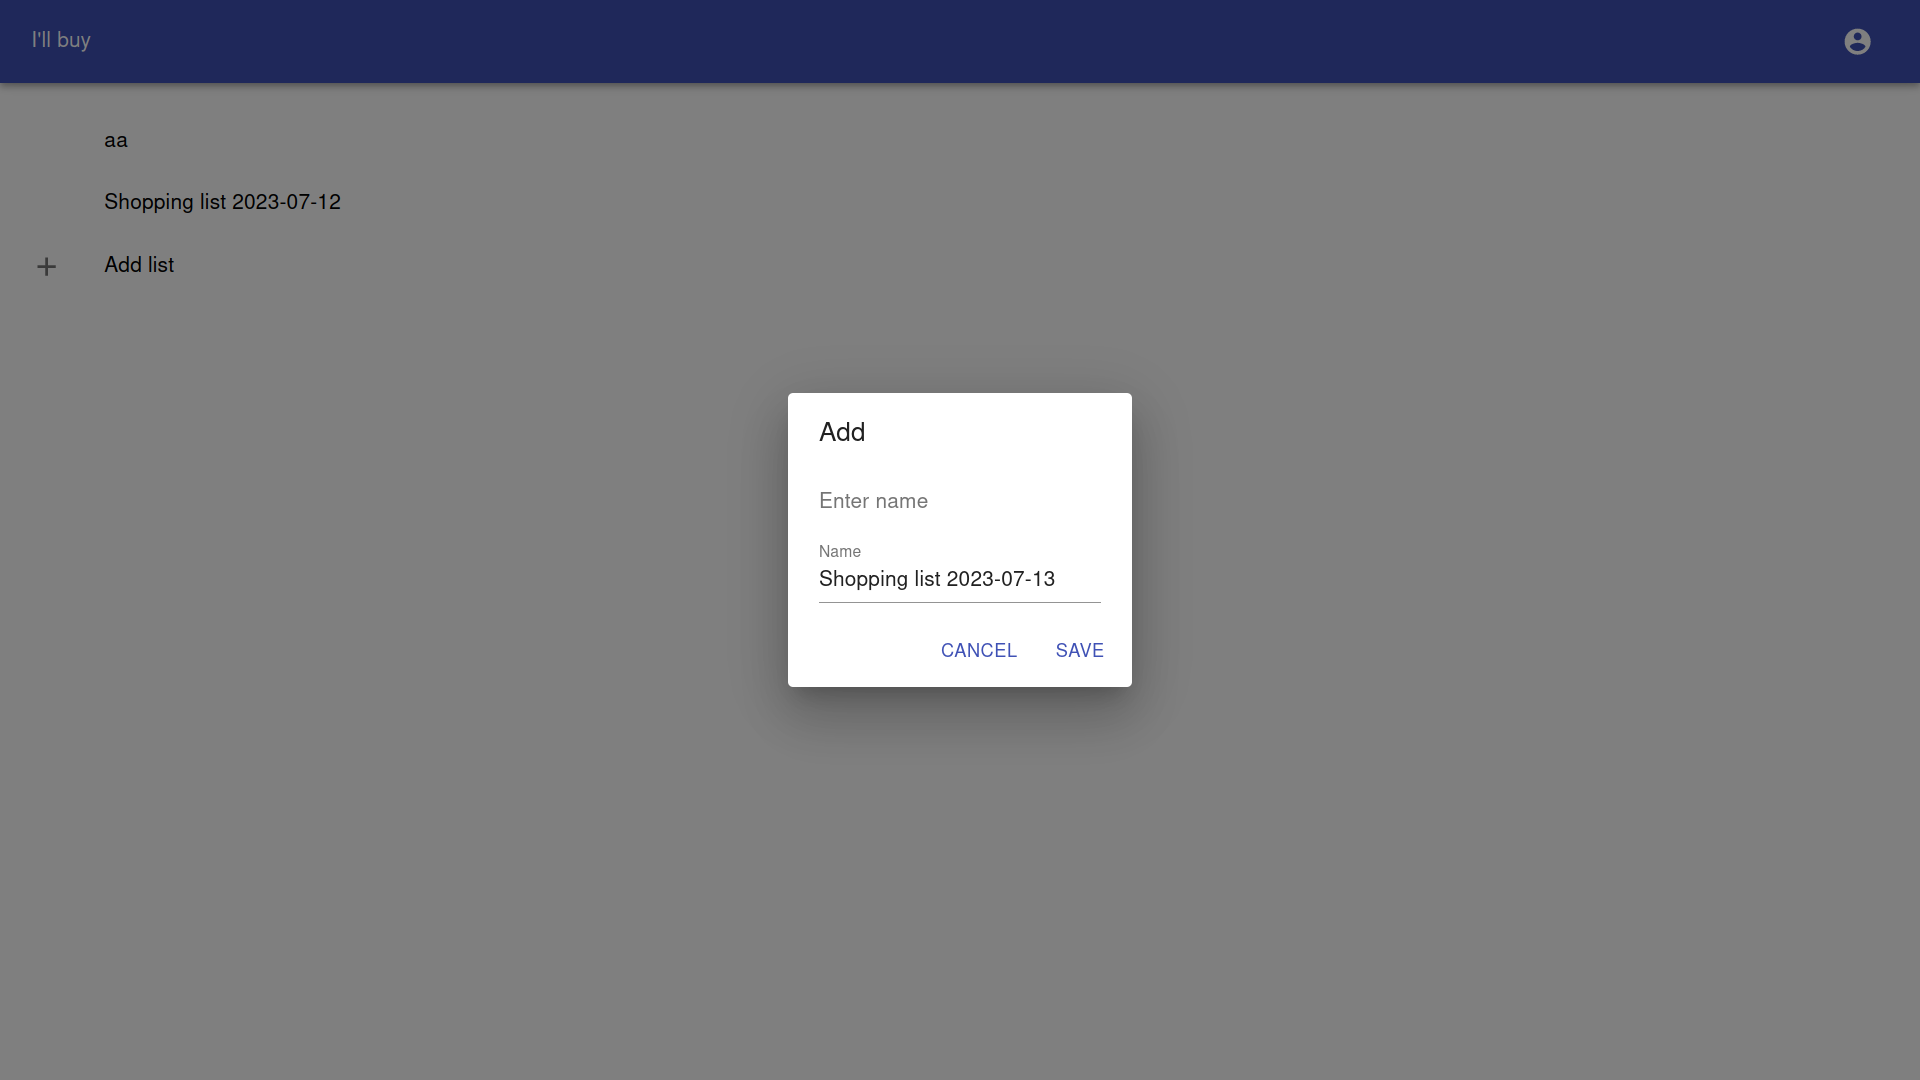 I'll buy
aa
Shopping list 2023-07-12
Add list
Add
Enter name
Name
Shopping list 2023-07-13
CANCEL SAVE